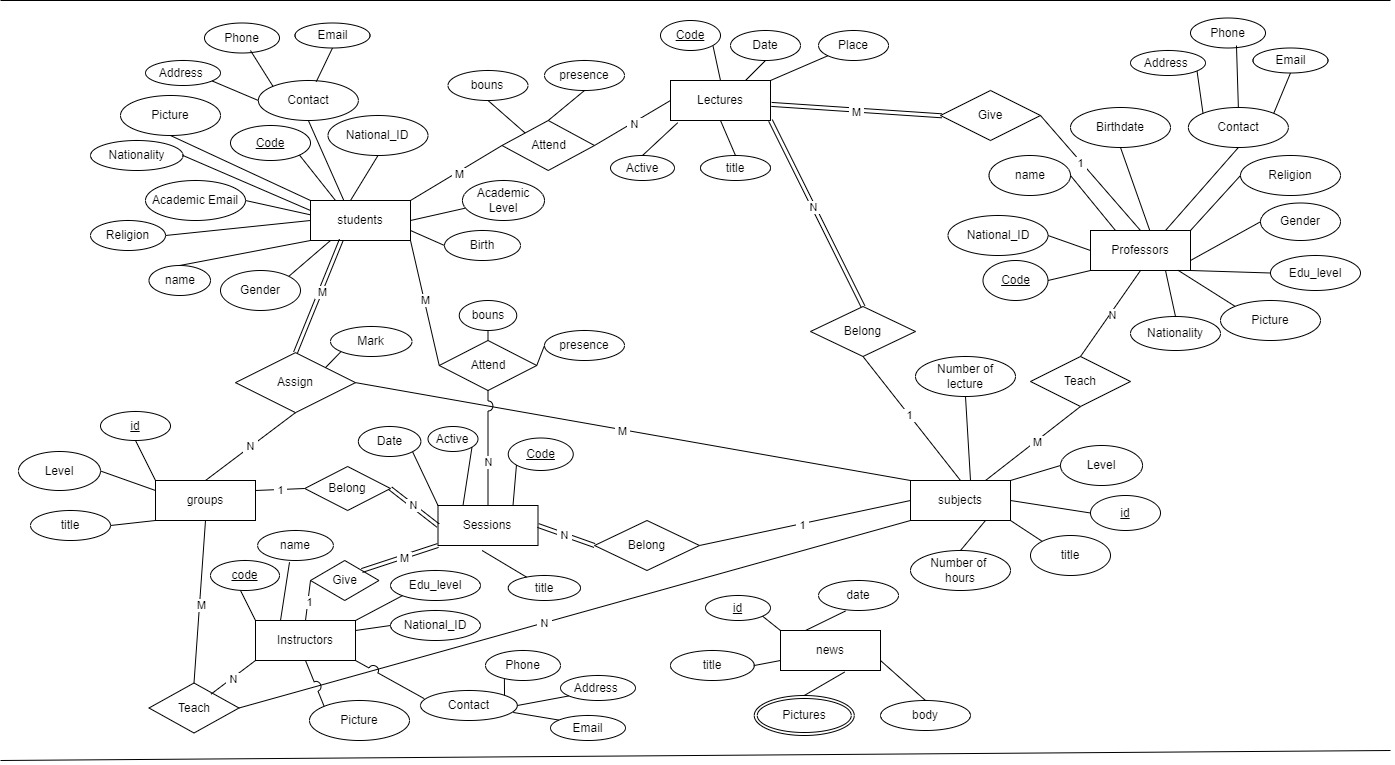 Phone
Email
Address
Contact
Picture
Code
National_ID
Nationality
Academic Email
Religion
name
Gender
students
Academic
Level
Birth
bouns
presence
Attend
M
N
Code
Date
Place
Lectures
Active
title
M
Give
1
Phone
Address
Email
Contact
Birthdate
name
Religion
National_ID
Gender
Code
Edu_level
Professors
Nationality
Picture
N
Teach
M
N
Belong
1
M
Mark
Assign
N
M
M
bouns
presence
Attend
N
id
Level
title
groups
1
Belong
N
Date
Active
Code
Sessions
title
N
Belong
1
Number of
lecture
subjects
Level
id
title
Number of
hours
M
Give
1
name
code
Edu_level
National_ID
Instructors
Picture
Contact
Phone
Address
Email
M
N
Teach
N
id
date
title
news
Pictures
body